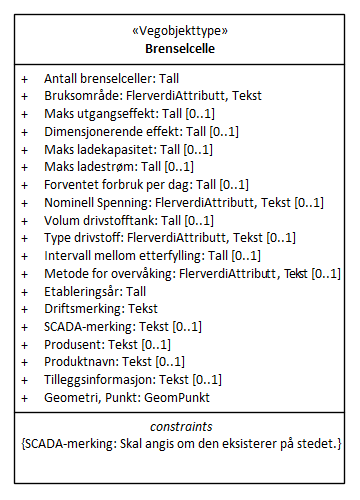 «Vegobjekttype»
Brenselcelle
+ Antall brenselceller: Tall
+ Bruksområde: FlerverdiAttributt, Tekst
+ Maks utgangseffekt: Tall [0..1]
+ Dimensjonerende effekt: Tall [0..1]
+ Maks ladekapasitet: Tall [0..1]
+ Maks ladestrøm: Tall [0..1]
+ Forventet forbruk per dag: Tall [0..1]
+ Nominell Spenning: FlerverdiAttributt, Tekst [0..1]
+ Volum drivstofftank: Tall [0..1]
+ Type drivstoff: FlerverdiAttributt, Tekst [0..1]
+ Intervall mellom etterfylling: Tall [0..1]
+ Metode for overvåking: FlerverdiAttributt, Tekst [0..1]
+ Etableringsår: Tall
+ Driftsmerking: Tekst
+ SCADA-merking: Tekst [0..1]
+ Produsent: Tekst [0..1]
+ Produktnavn: Tekst [0..1]
+ Tilleggsinformasjon: Tekst [0..1]
+ Geometri, Punkt: GeomPunkt
constraints
{SCADA-merking: Skal angis om den eksisterer på stedet.}